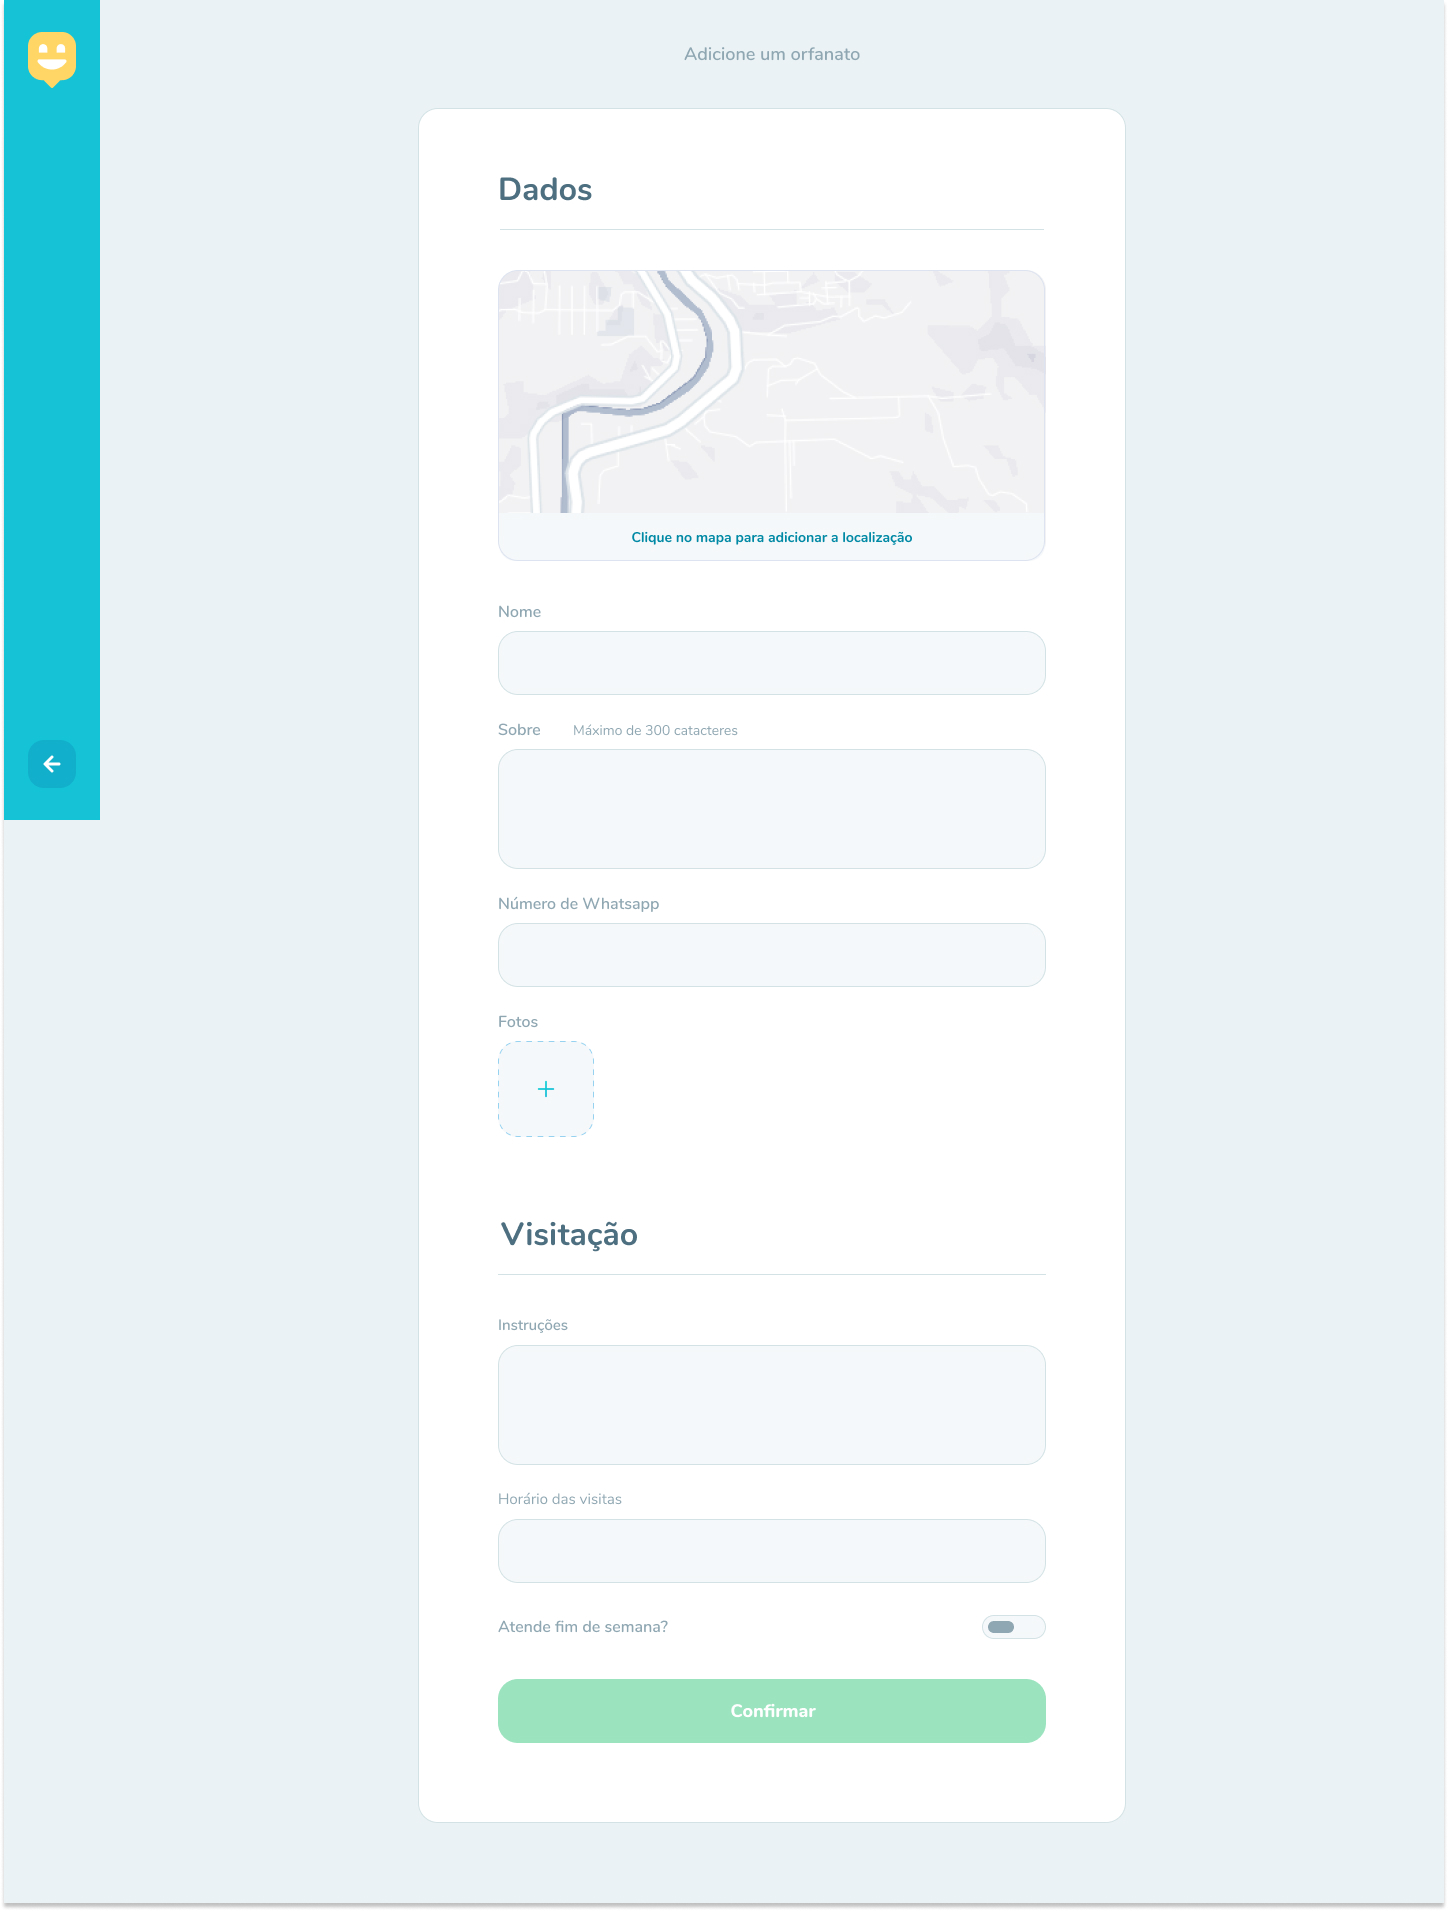 Adicione um orfanato
Dados
Clique no mapa para adicionar a localização
Nome
Sobre Máximo de 300 catacteres
Número de Whatsapp
Fotos
Visitação
Instruções
Horário das visitas
Atende fim de semana?
Confirmar